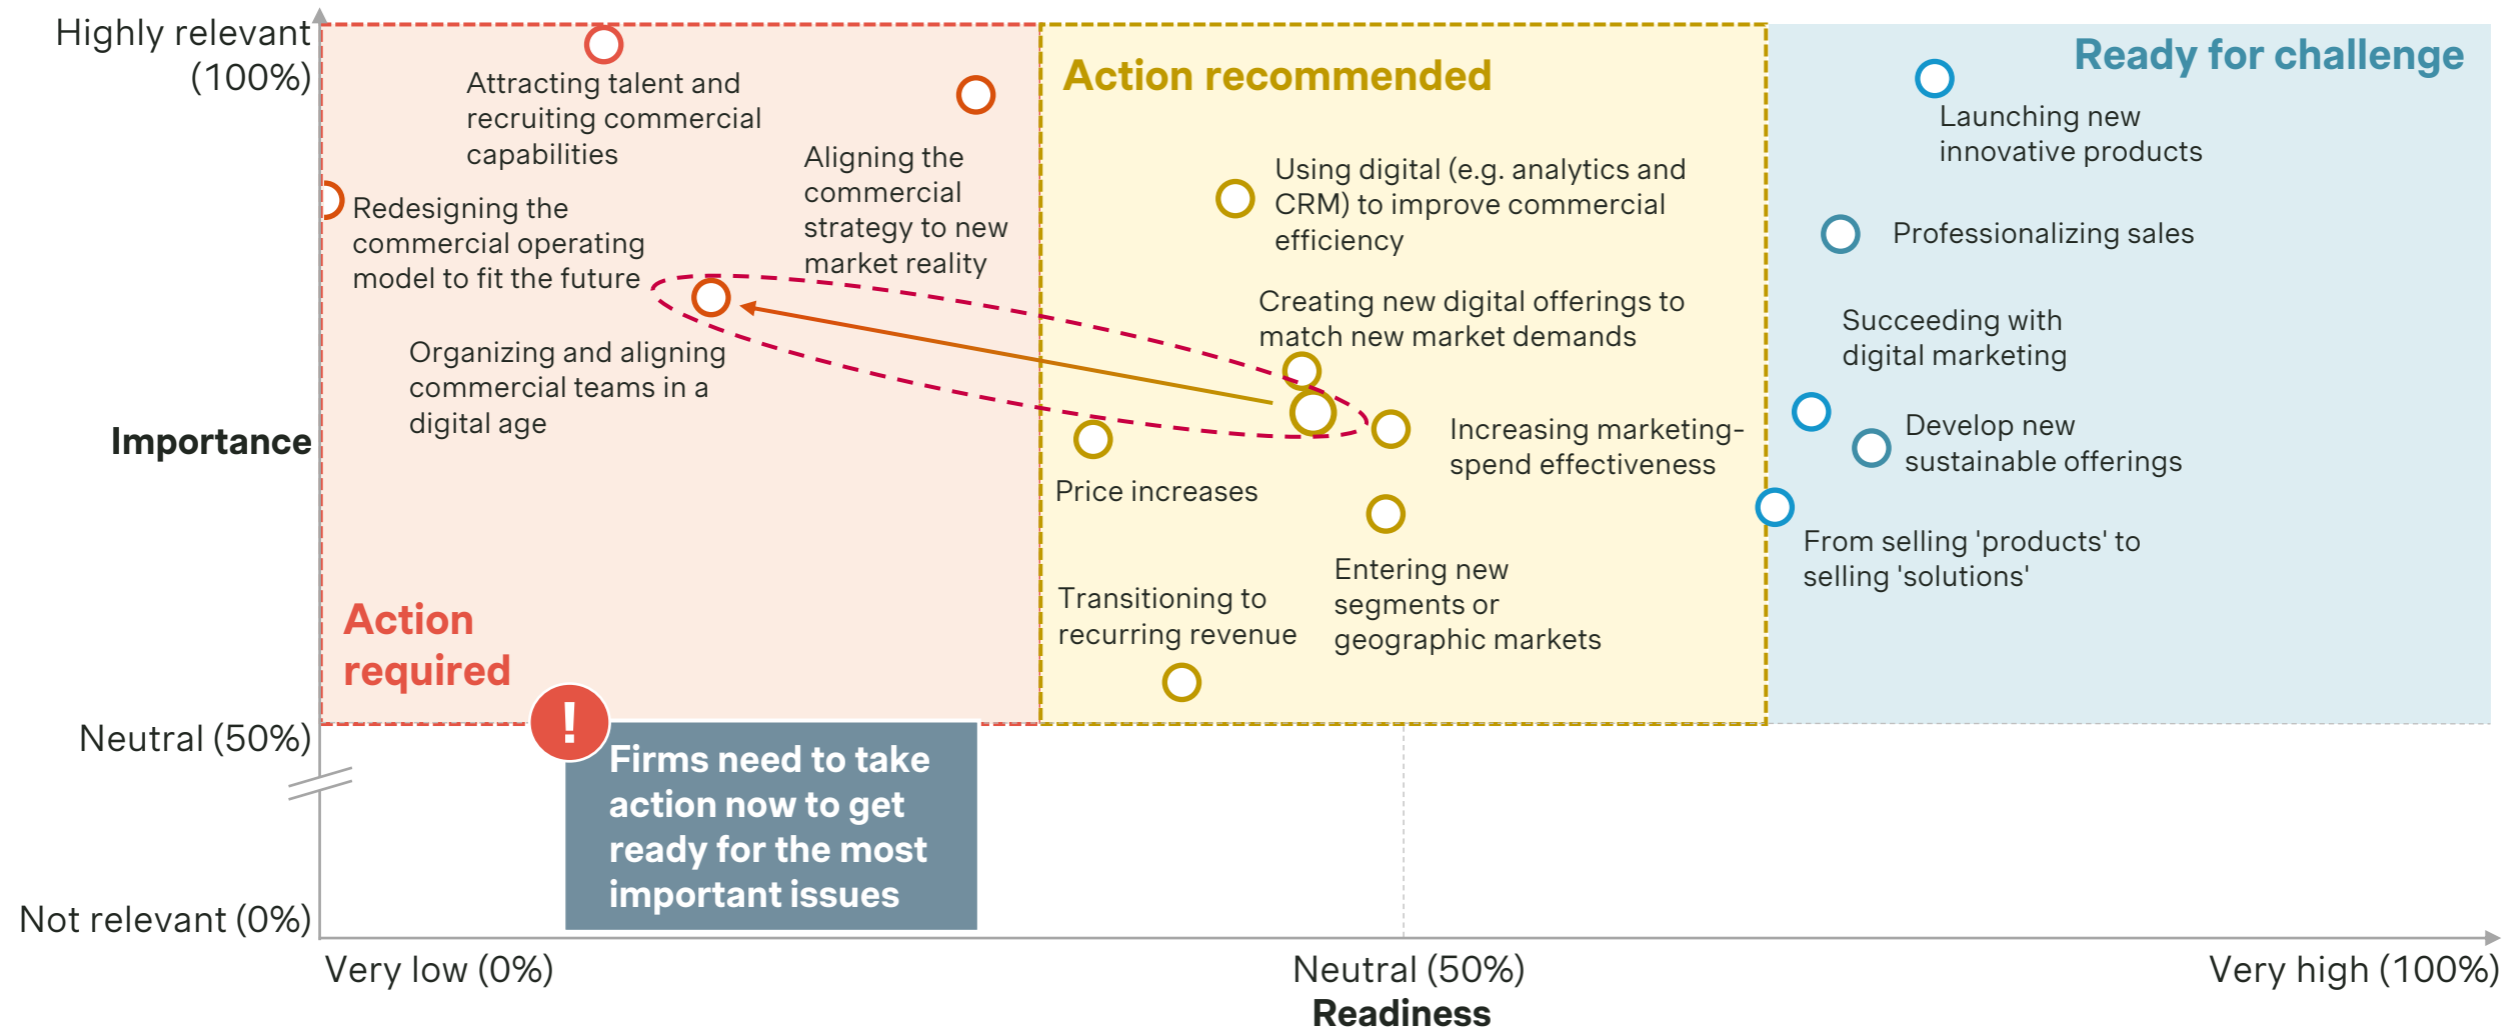 Highly relevant
(100%)
Attracting talent and
recruiting commercial
capabilities
Redesigning the
commercial operating
model to fit the future
Aligning the
commercial
strategy to new
market reality
Organizing and aligning
commercial teams in a
digital age
Importance
Action
required
Action recommended
Using digital (e.g. analytics and
CRM) to improve commercial
efficiency
Creating new digital offerings to
match new market demands
Increasing marketing-
spend effectiveness
Price increases
Entering new
segments or
geographic markets
Transitioning to
recurring revenue
Ready for challenge
Launching new
innovative products
Professionalizing sales
Succeeding with
digital marketing
Develop new
sustainable offerings
From selling 'products' to
selling 'solutions'
Neutral (50%)
!
Firms need to take
action now to get
ready for the most
important issues
Not relevant (0%)
Very low (0%)
Neutral (50%)
Very high (100%)
Readiness